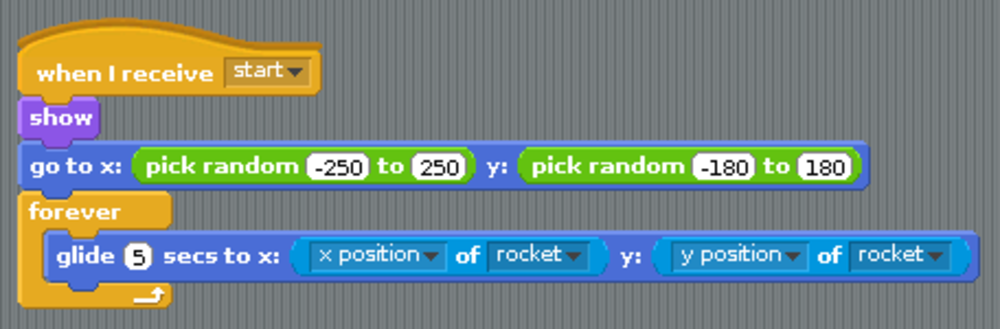 when I receive start
show
go to x: pick random -250 to 250 y: pick random -180 to 180
forever
glide 5 secs to x: x position of rocket y: y position of rocket